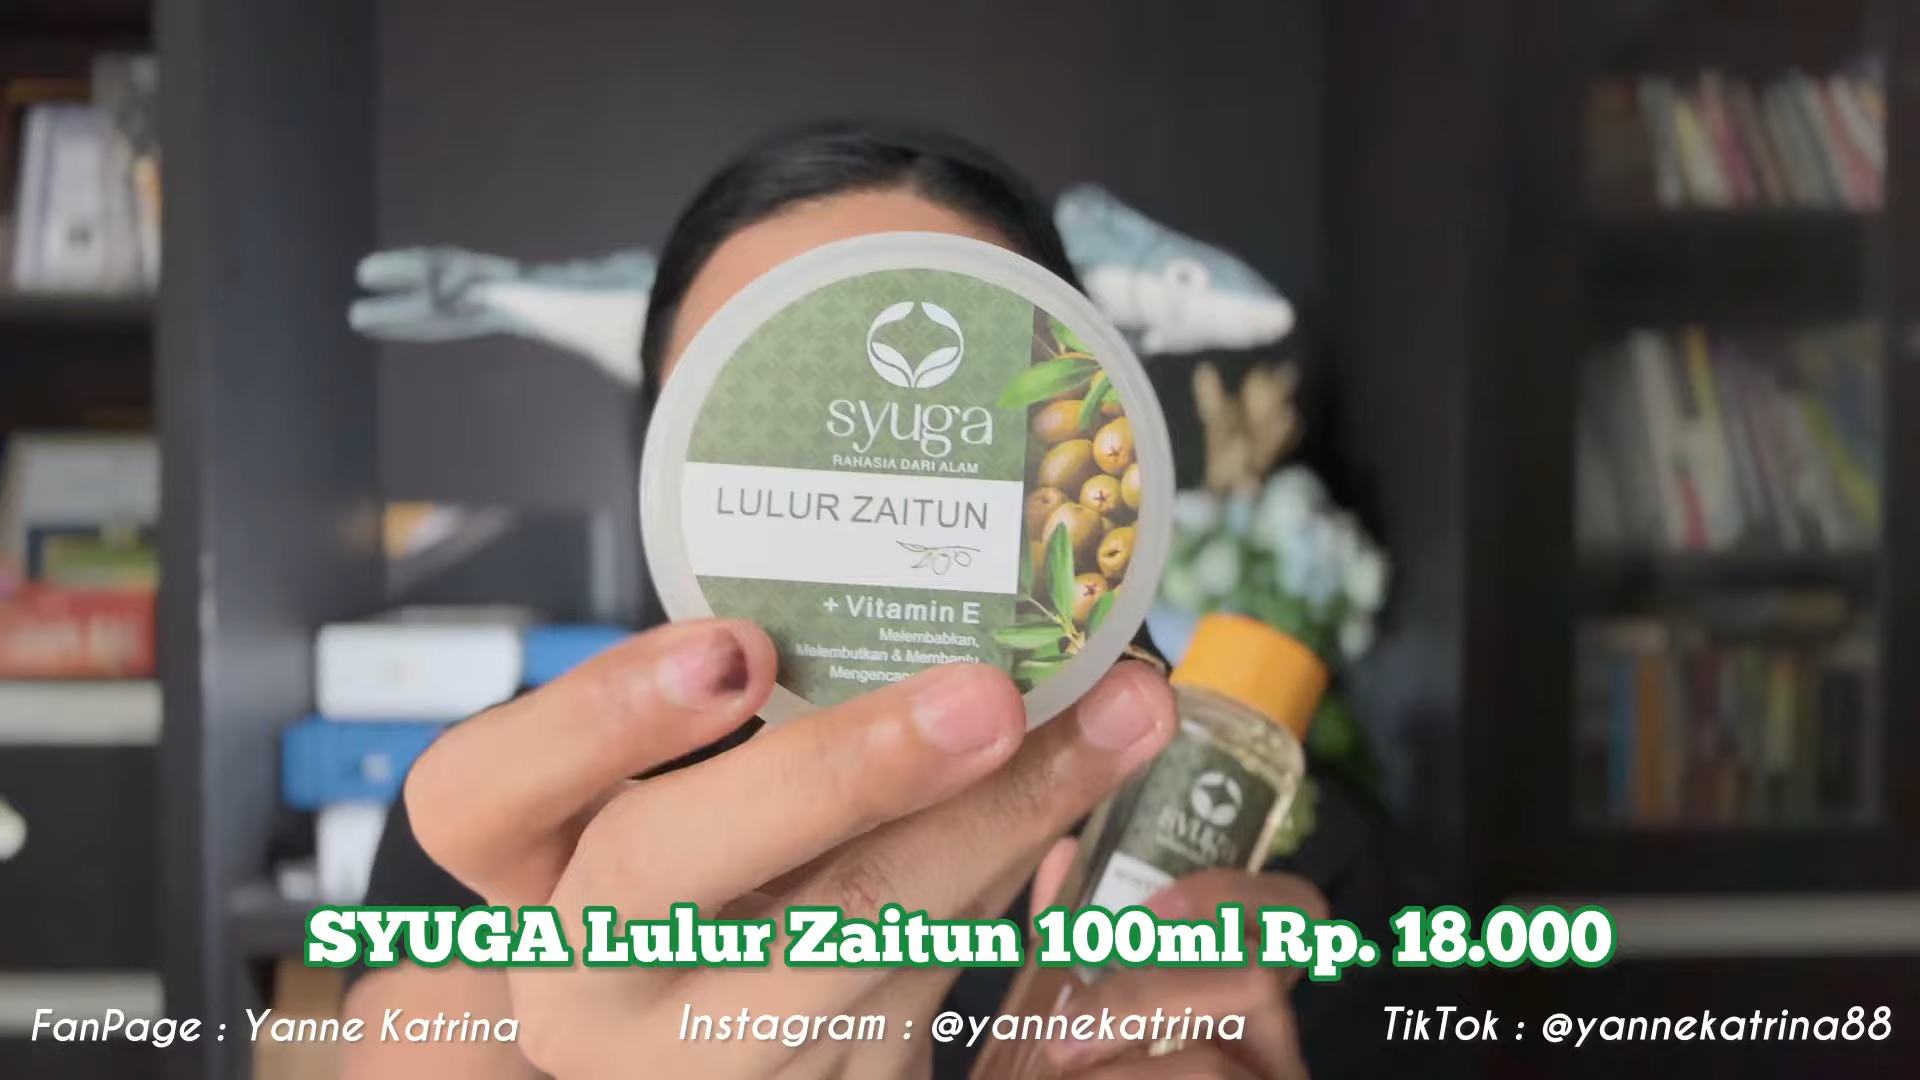 syuga
RAHASIA DARI ALAM
LULUR ZAITUN
+ Vitamin E
Melembabkan,
Melembutkan & Membantu
syuga
SYUGA Lulur Zaitun 100ml Rp. 18.000
FanPage : Yanne Katrina
Instagram : @yannekatrina
TikTok : @yannekatrina88